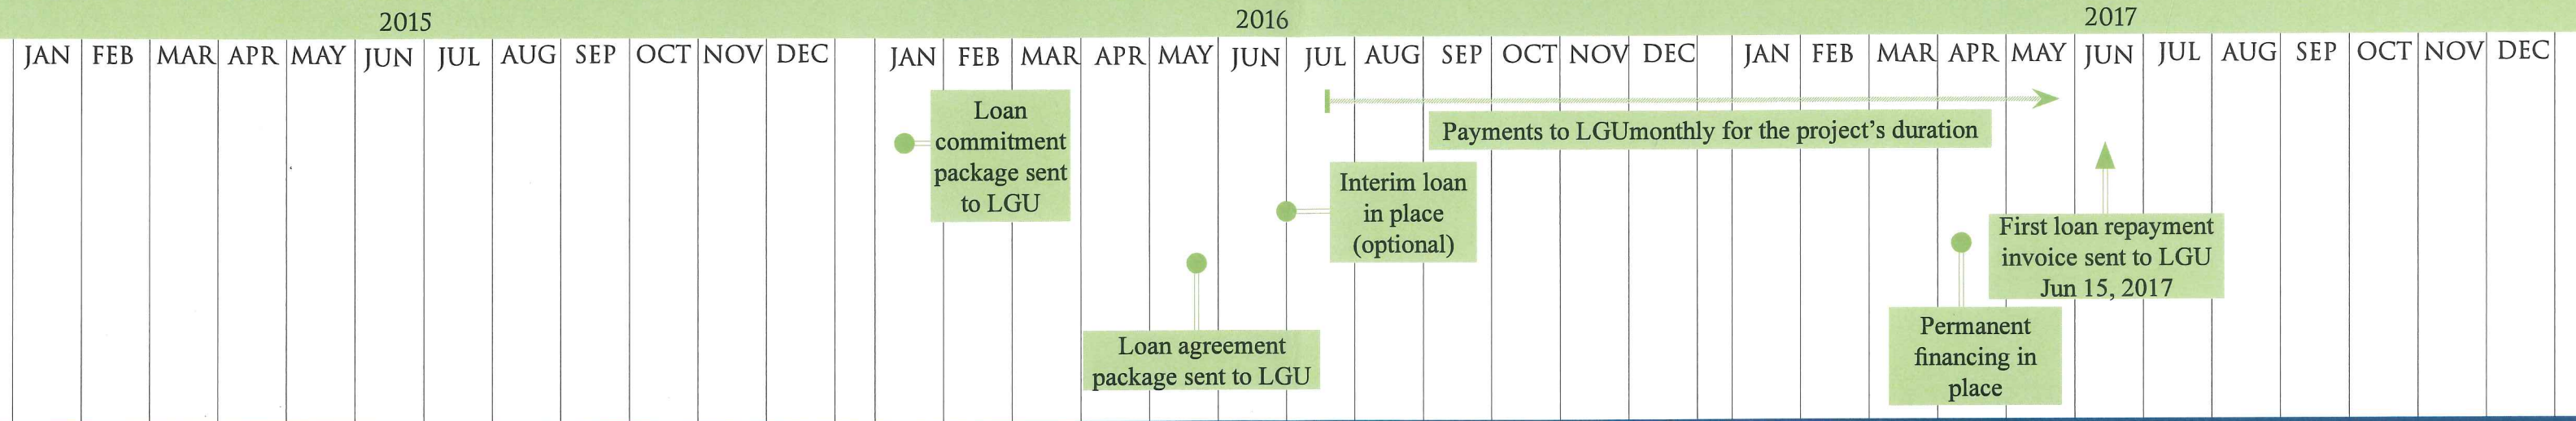 2015 2016 2017
JAN FEB MAR APR MAY JUN JUL AUG SEP OCT NOV DEC JAN FEB MAR APR MAY JUN JUL AUG SEP OCT NOV DEC JAN FEB MAR APR MAY JUN JUL AUG SEP OCT NOV DEC
Loan
commitment
package sent
to LGU
Payments to LGUmonthly for the project's duration
Interim loan
in place
(optional)
First loan repayment
invoice sent to LGU
Jun 15, 2017
Loan agreement
package sent to LGU
Permanent
financing in
place